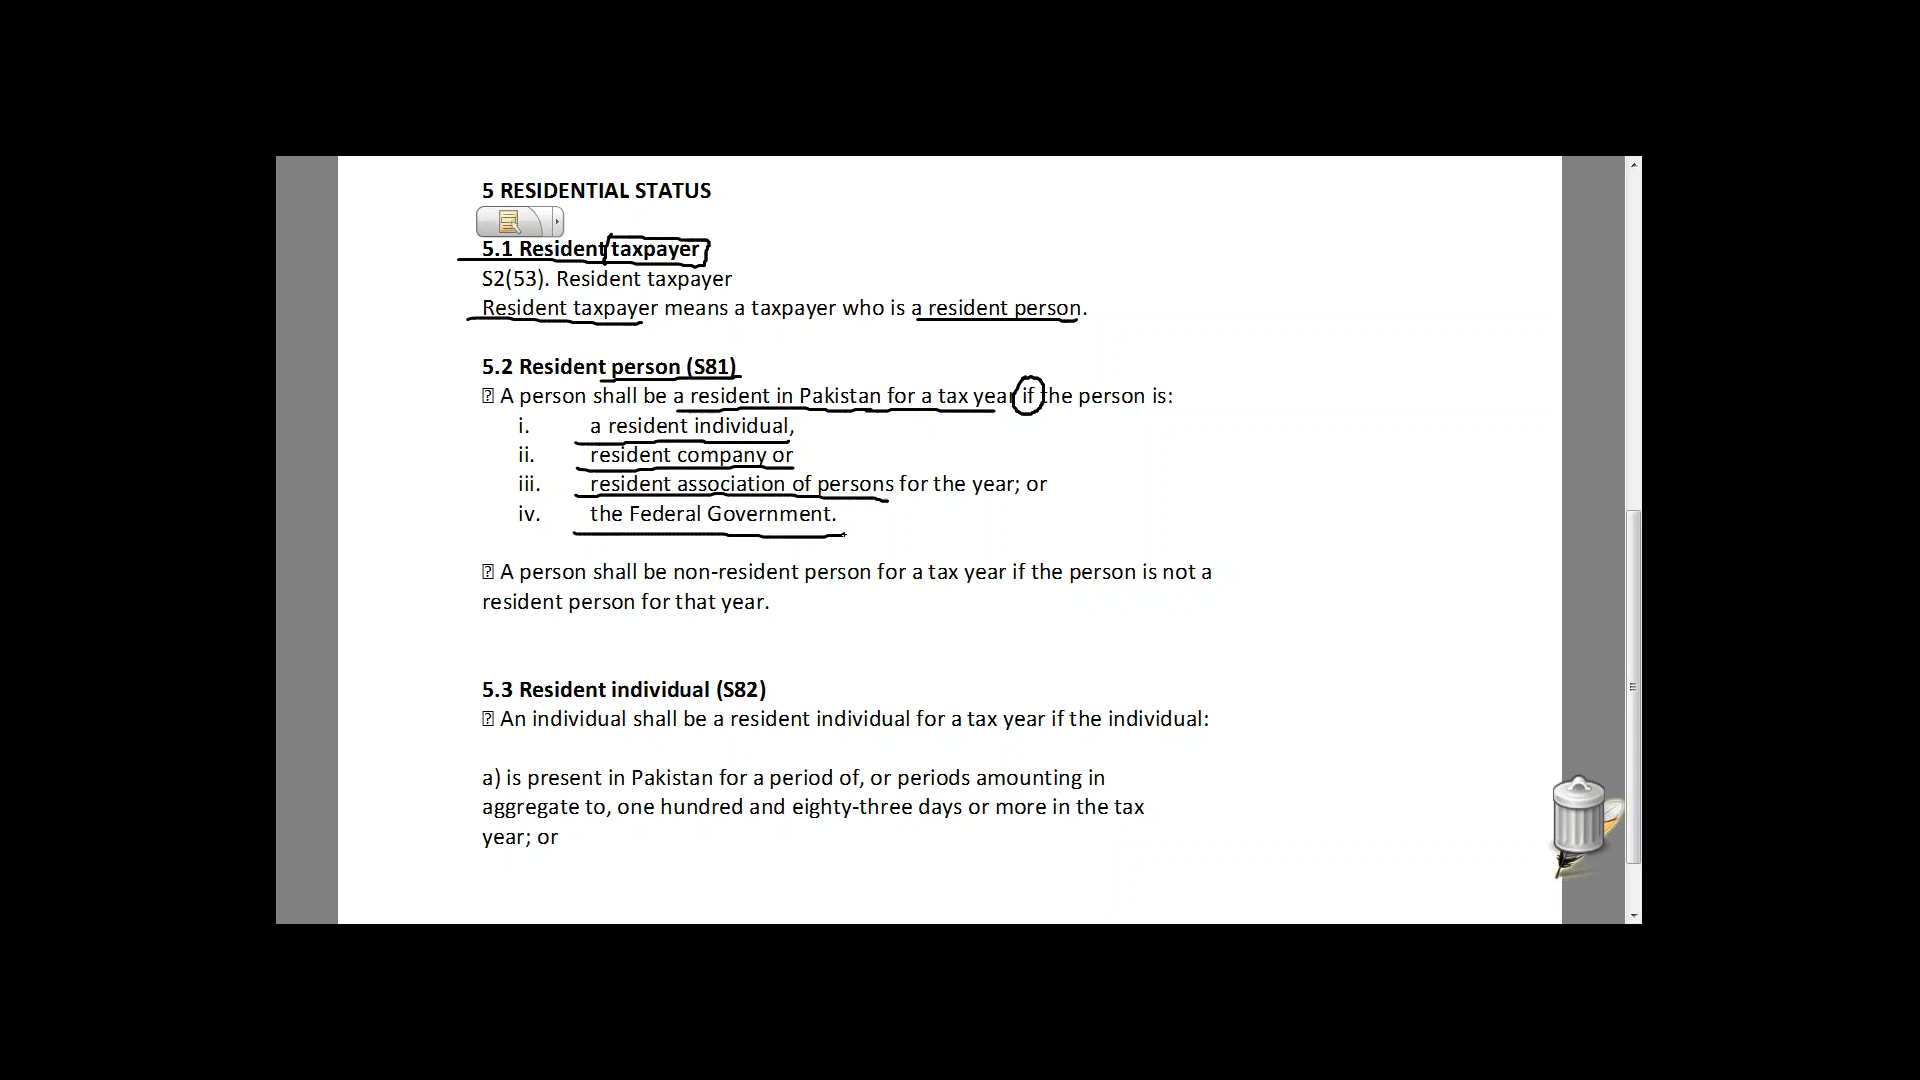 5 RESIDENTIAL STATUS
5.1 Resident taxpayer
S2(53). Resident taxpayer
Resident taxpayer means a taxpayer who is a resident person.
5.2 Resident person (S81)
A person shall be a resident in Pakistan for a tax year if the person is:
i. a resident individual,
ii. resident company or
iii. resident association of persons for the year; or
iv. the Federal Government.
A person shall be non-resident person for a tax year if the person is not a
resident person for that year.
5.3 Resident individual (S82)
An individual shall be a resident individual for a tax year if the individual:
a) is present in Pakistan for a period of, or periods amounting in
aggregate to, one hundred and eighty-three days or more in the tax
year; or